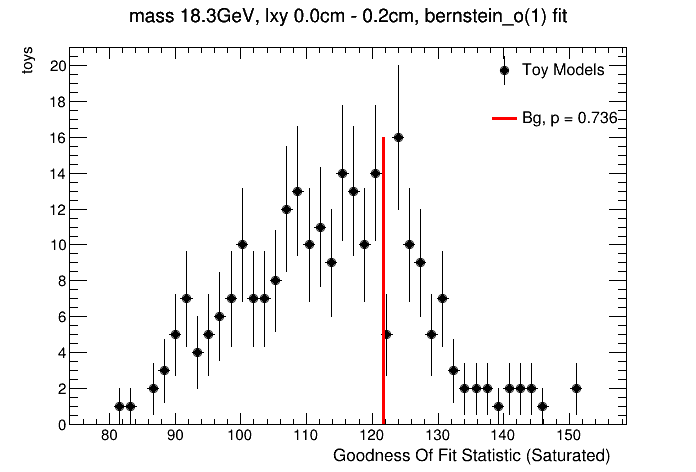 mass 18.3GeV, lxy 0.0cm - 0.2cm, bernstein_o(1) fit
toys
Toy Models
Bg, p = 0.736
20
18
16
14
12
10
8
6
4
2
0
80 90 100 110 120 130 140 150
Goodness Of Fit Statistic (Saturated)